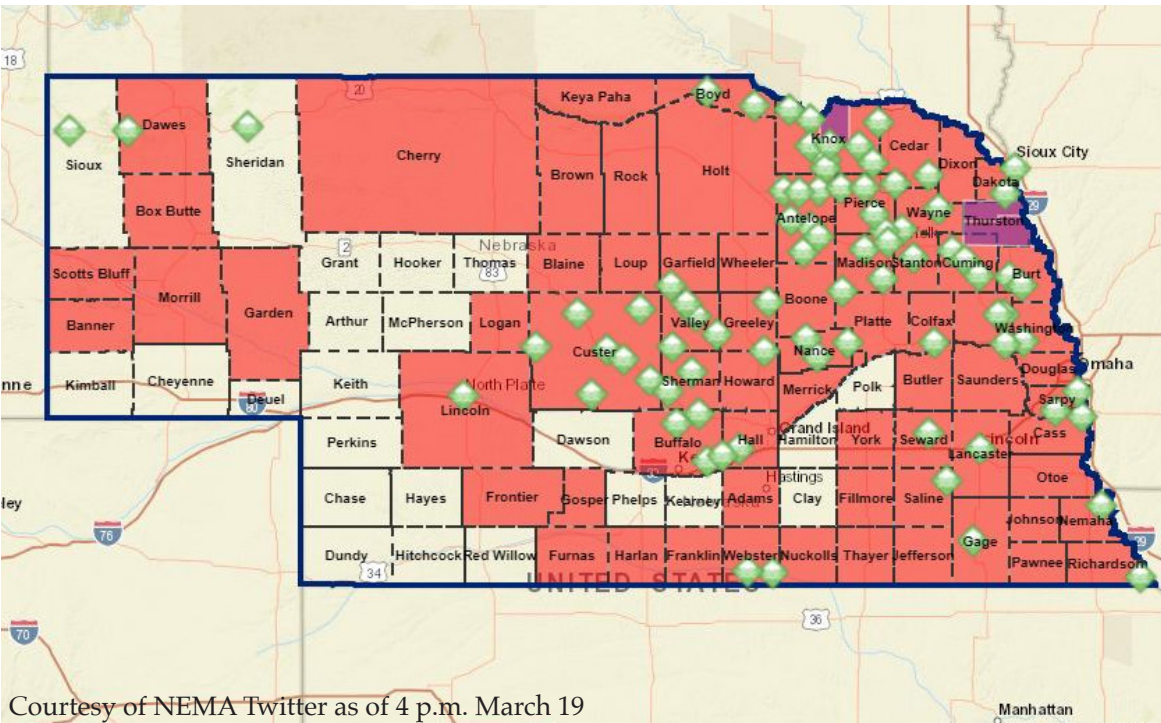 18
20
Boyd
Keya Paha
Dawes
Sioux
Sheridan
Cherry
Knox
Cedar
Sioux City
Dixon
Brown
Rock
Holt
Dakota
29
Box Butte
Pierce
Wayne
Antelope
Thurston
2
Nebraska
Grant
Hooker
Thomas
83
Blaine
Loup
Garfield
Wheeler
Madison
Stanton
Cuming
Burt
Scotts Bluff
Morrill
Garden
Boone
Banner
Arthur
McPherson
Logan
Valley
Greeley
Platte
Colfax
Washington
Custer
Nance
Omaha
Kimball
Cheyenne
Keith
North Platte
Sherman
Howard
Merrick
Polk
Butler
Saunders
Douglas
nne
Deuel
80
Lincoln
Sarpy
Perkins
Dawson
Buffalo
Hall
Grand Island
Hamilton
York
Seward
Lincoln
Lancaster
Cass
Ke
80
Hastings
Otoe
Chase
Hayes
Frontier
Gosper
Phelps
Kearney
Adams
Clay
Fillmore
Saline
ley
76
Johnson
Nemaha
Gage
29
Dundy
Hitchcock
Red Willow
Furnas
Harlan
Franklin
Webster
Nuckolls
Thayer
Jefferson
Pawnee
Richardson
34
UNITED STATES
36
70
Courtesy of NEMA Twitter as of 4 p.m. March 19
Manhattan